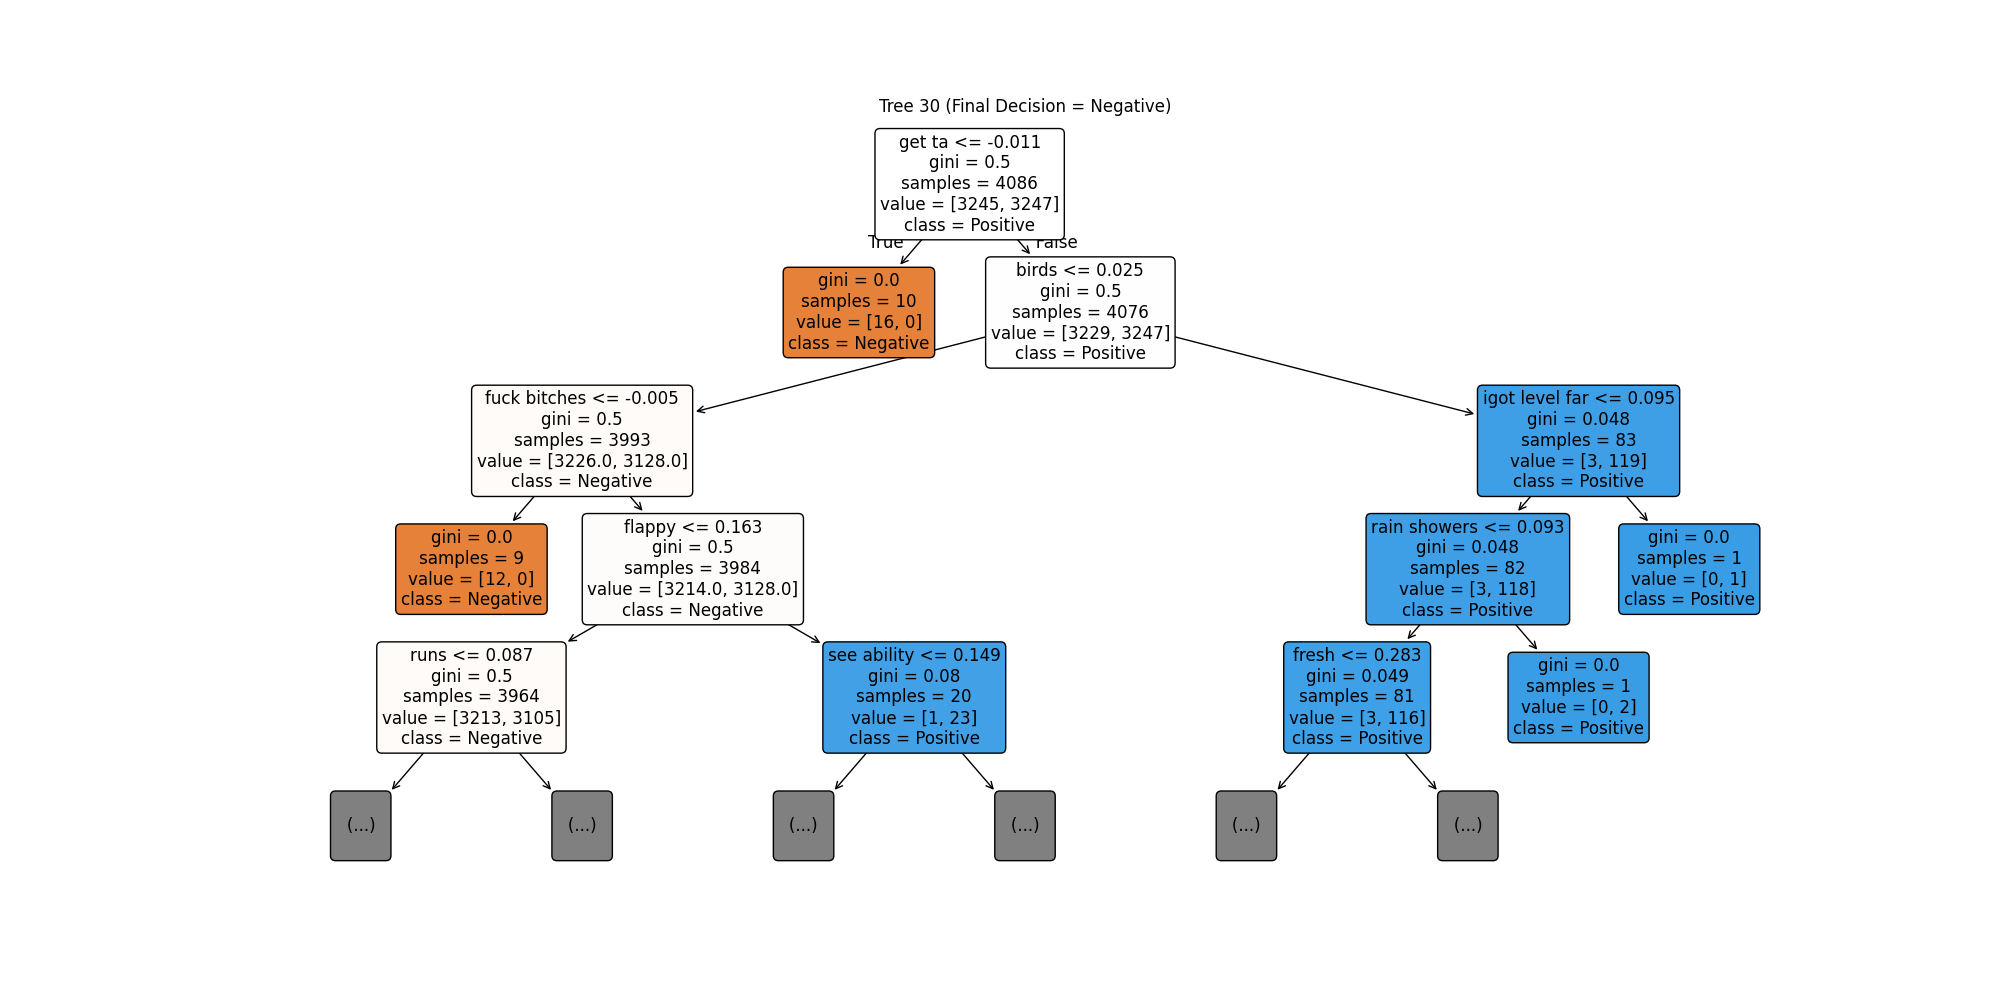 Tree 30 (Final Decision = Negative)
get ta <= -0.011
gini = 0.5
samples = 4086
value = [3245, 3247]
class = Positive
True
False
gini = 0.0
samples = 10
value = [16, 0]
class = Negative
birds <= 0.025
gini = 0.5
samples = 4076
value = [3229, 3247]
class = Positive
fuck bitches <= -0.005
gini = 0.5
samples = 3993
value = [3226.0, 3128.0]
class = Negative
igot level far <= 0.095
gini = 0.048
samples = 83
value = [3, 119]
class = Positive
gini = 0.0
samples = 9
value = [12, 0]
class = Negative
flappy <= 0.163
gini = 0.5
samples = 3984
value = [3214.0, 3128.0]
class = Negative
rain showers <= 0.093
gini = 0.048
samples = 82
value = [3, 118]
class = Positive
gini = 0.0
samples = 1
value = [0, 1]
class = Positive
runs <= 0.087
gini = 0.5
samples = 3964
value = [3213, 3105]
class = Negative
see ability <= 0.149
gini = 0.08
samples = 20
value = [1, 23]
class = Positive
fresh <= 0.283
gini = 0.049
samples = 81
value = [3, 116]
class = Positive
gini = 0.0
samples = 1
value = [0, 2]
class = Positive
(...)
(...)
(...)
(...)
(...)
(...)